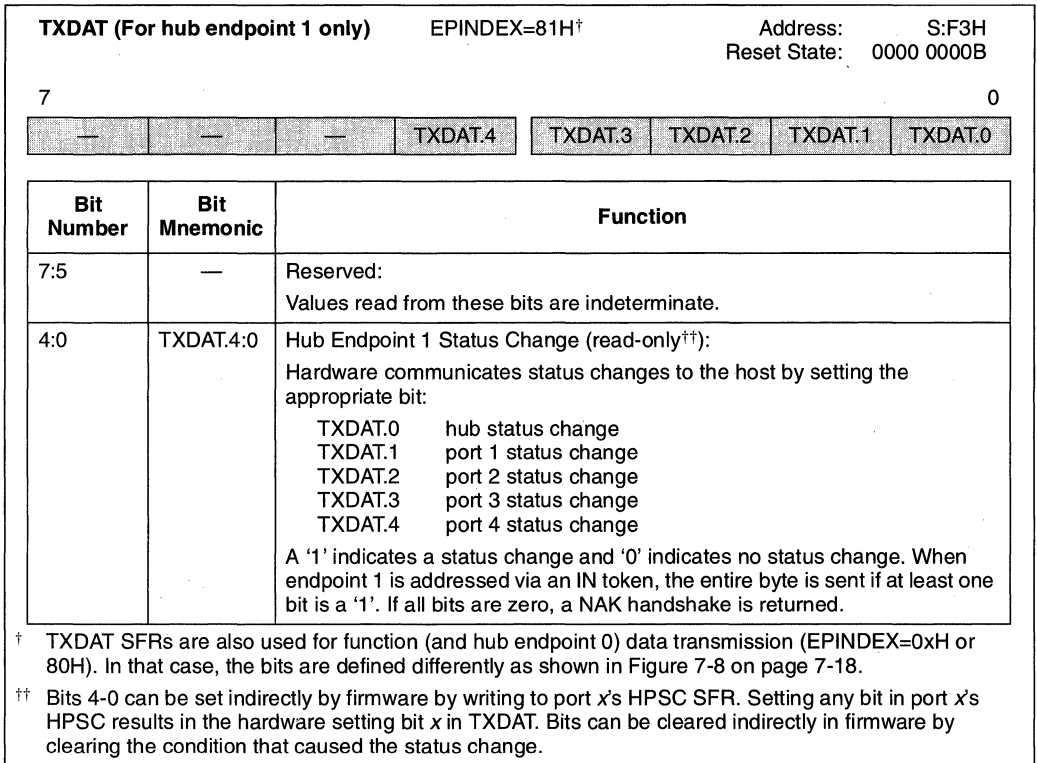 TXDAT (For hub endpoint 1 only) EPINDEX=81H† Address: S:F3H
Reset State: 0000 0000B
7 0
— — — TXDAT.4 TXDAT.3 TXDAT.2 TXDAT.1 TXDAT.0
Bit Number Bit Mnemonic Function
7:5 — Reserved:
Values read from these bits are indeterminate.
4:0 TXDAT.4:0 Hub Endpoint 1 Status Change (read-only††):
Hardware communicates status changes to the host by setting the
appropriate bit:
TXDAT.0 hub status change
TXDAT.1 port 1 status change
TXDAT.2 port 2 status change
TXDAT.3 port 3 status change
TXDAT.4 port 4 status change
A ‘1’ indicates a status change and ‘0’ indicates no status change. When
endpoint 1 is addressed via an IN token, the entire byte is sent if at least one
bit is a ‘1’. If all bits are zero, a NAK handshake is returned.
† TXDAT SFRs are also used for function (and hub endpoint 0) data transmission (EPINDEX=0xH or
80H). In that case, the bits are defined differently as shown in Figure 7-8 on page 7-18.
†† Bits 4-0 can be set indirectly by firmware by writing to port x's HPSC SFR. Setting any bit in port x's
HPSC results in the hardware setting bit x in TXDAT. Bits can be cleared indirectly in firmware by
clearing the condition that caused the status change.